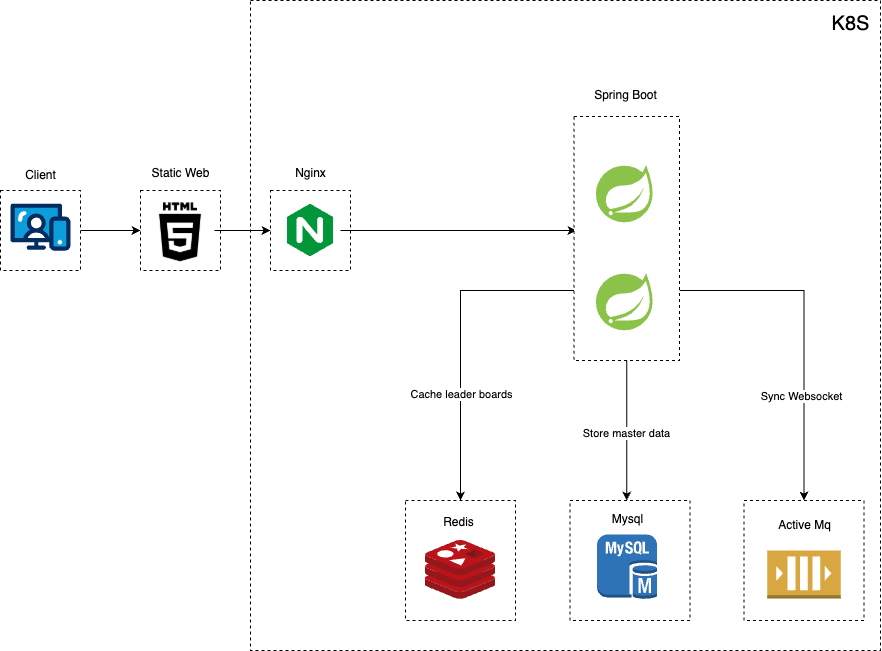 K8S
Spring Boot
Client
Static Web
Nginx
HTML
5
N
Cache leader boards
Sync Websocket
Store master data
Redis
Mysql
Active Mq
MySQL
M